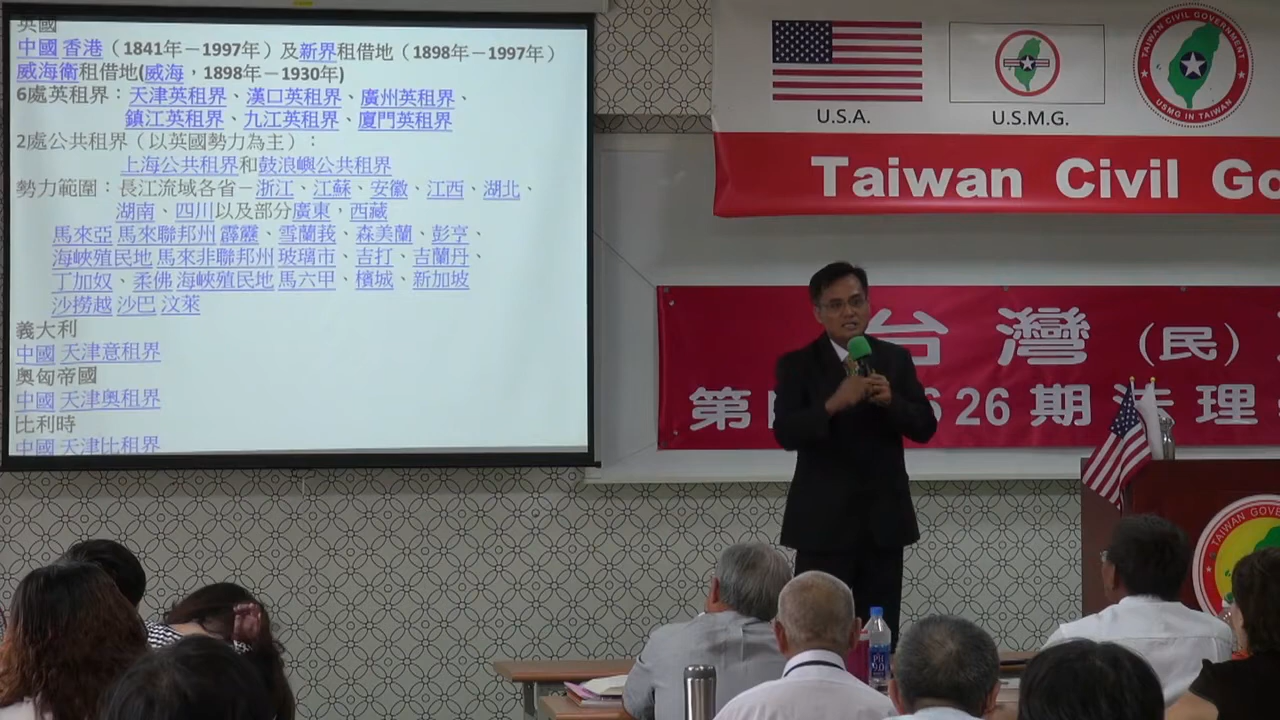 英國
中國 香港（1841年－1997年）及新界租借地（1898年－1997年）
威海衛租借地(威海，1898年－1930年)
6處英租界：天津英租界、漢口英租界、廣州英租界、
鎮江英租界、九江英租界、廈門英租界
2處公共租界（以英國勢力為主）：
上海公共租界和鼓浪嶼公共租界
勢力範圍：長江流域各省－浙江、江蘇、安徽、江西、湖北、
湖南、四川以及部分廣東，西藏
馬來亞 馬來聯邦州 霹靂、雪蘭莪、森美蘭、彭亨、
海峽殖民地 馬來非聯邦州 玻璃市、吉打、吉蘭丹、
丁加奴、柔佛 海峽殖民地 馬六甲、檳城、新加坡
沙撈越 沙巴 汶萊
義大利
中國 天津意租界
奧匈帝國
中國 天津奧租界
比利時
中國 天津比租界
U.S.A.
U.S.M.G.
TAIWAN CIVIL GOVERNMENT
USMG IN TAIWAN
Taiwan Civil Go
台灣(民)
第 626期法理
TAIWAN GOVER